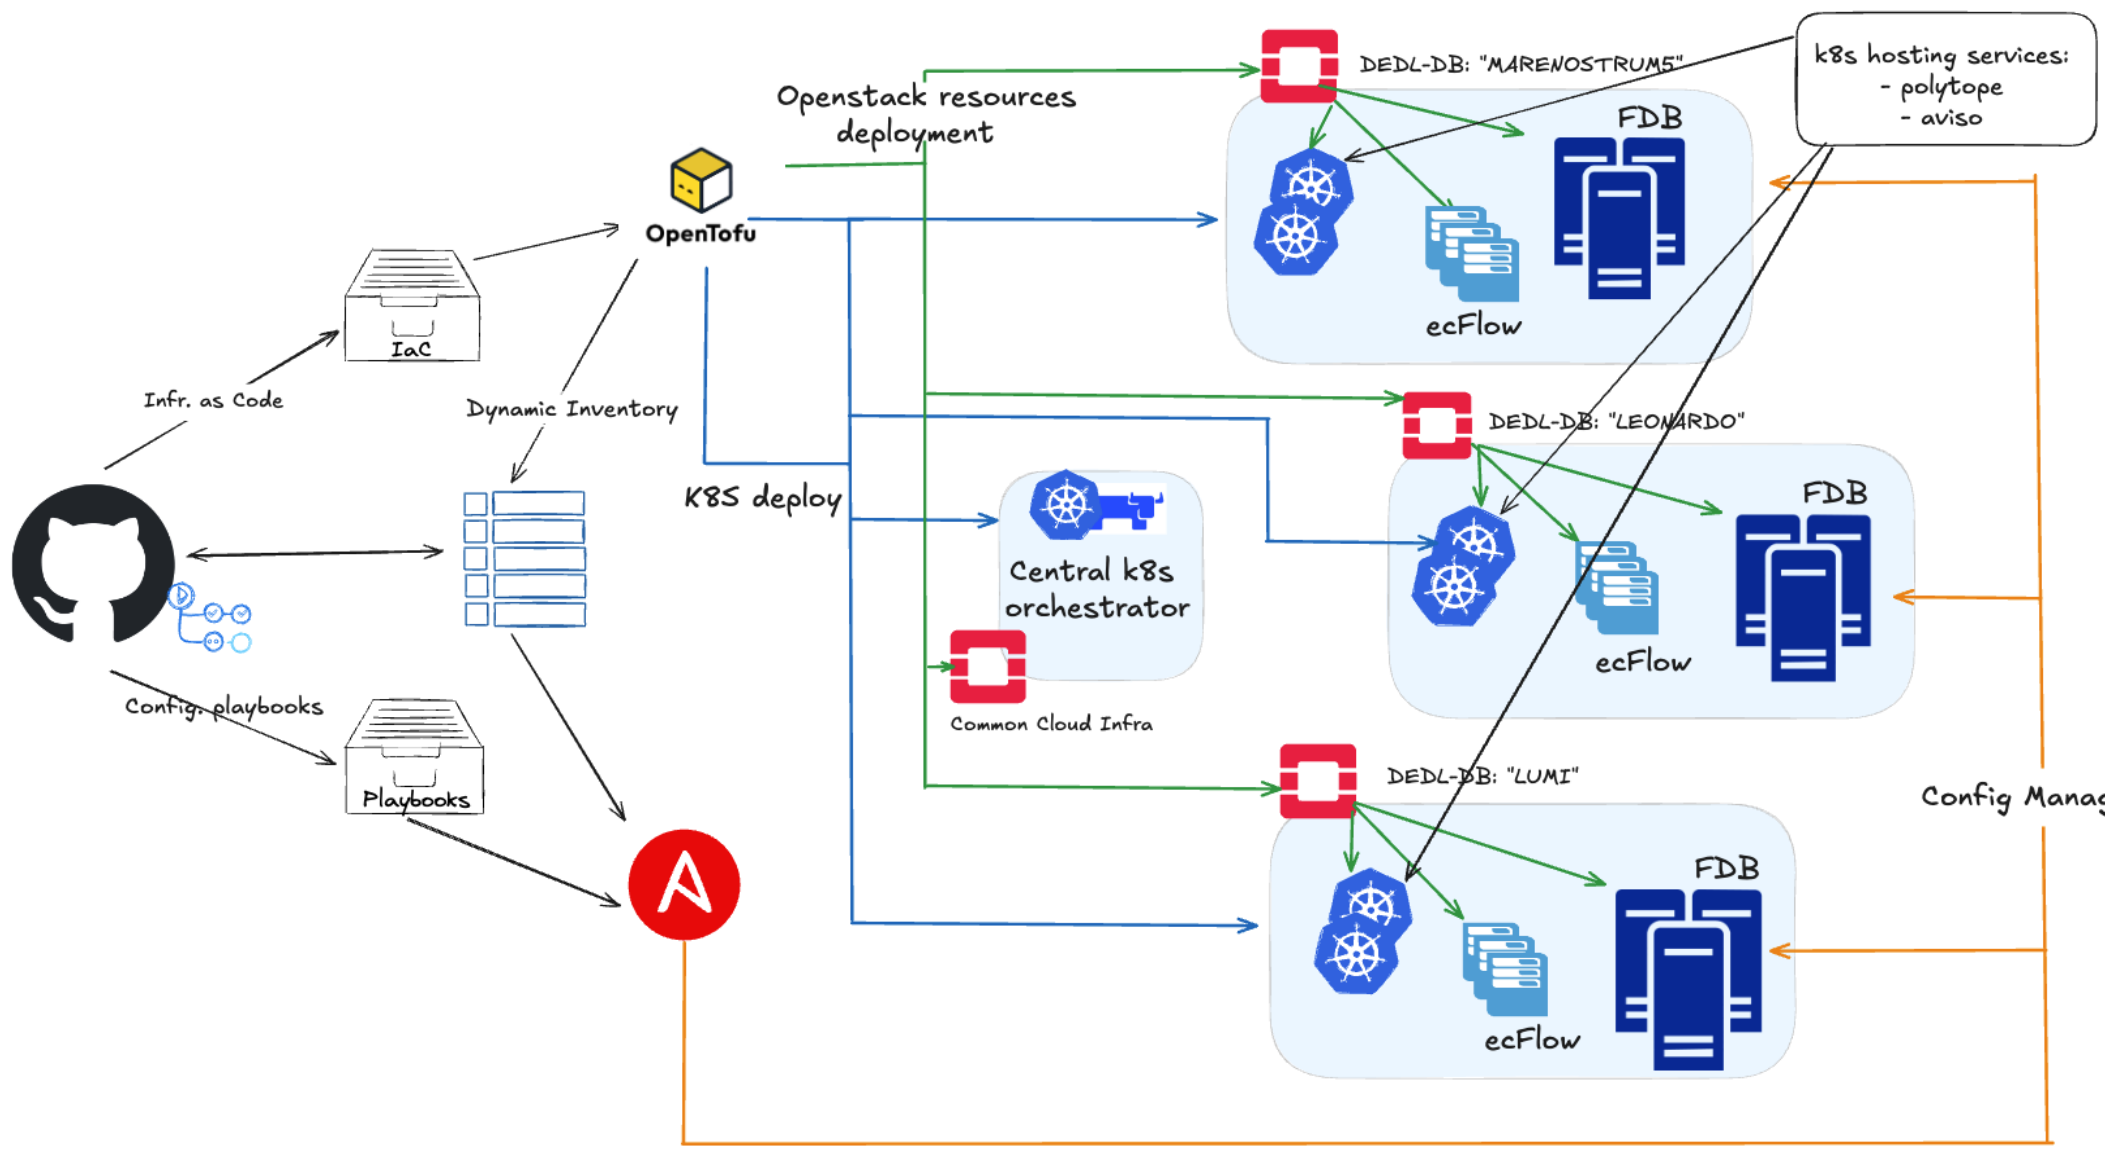 Openstack resources
deployment
OpenTofu
IaC
Infr. as Code
Dynamic Inventory
K8S deploy
Config. playbooks
Playbooks
Central k8s
orchestrator
Common Cloud Infra
DEDL-DB: "MARENOSTRUM5"
FDB
ecFlow
k8s hosting services:
- polytope
- aviso
DEDL-DB: "LEONARDO"
FDB
ecFlow
DEDL-DB: "LUMI"
FDB
ecFlow
Config Manag